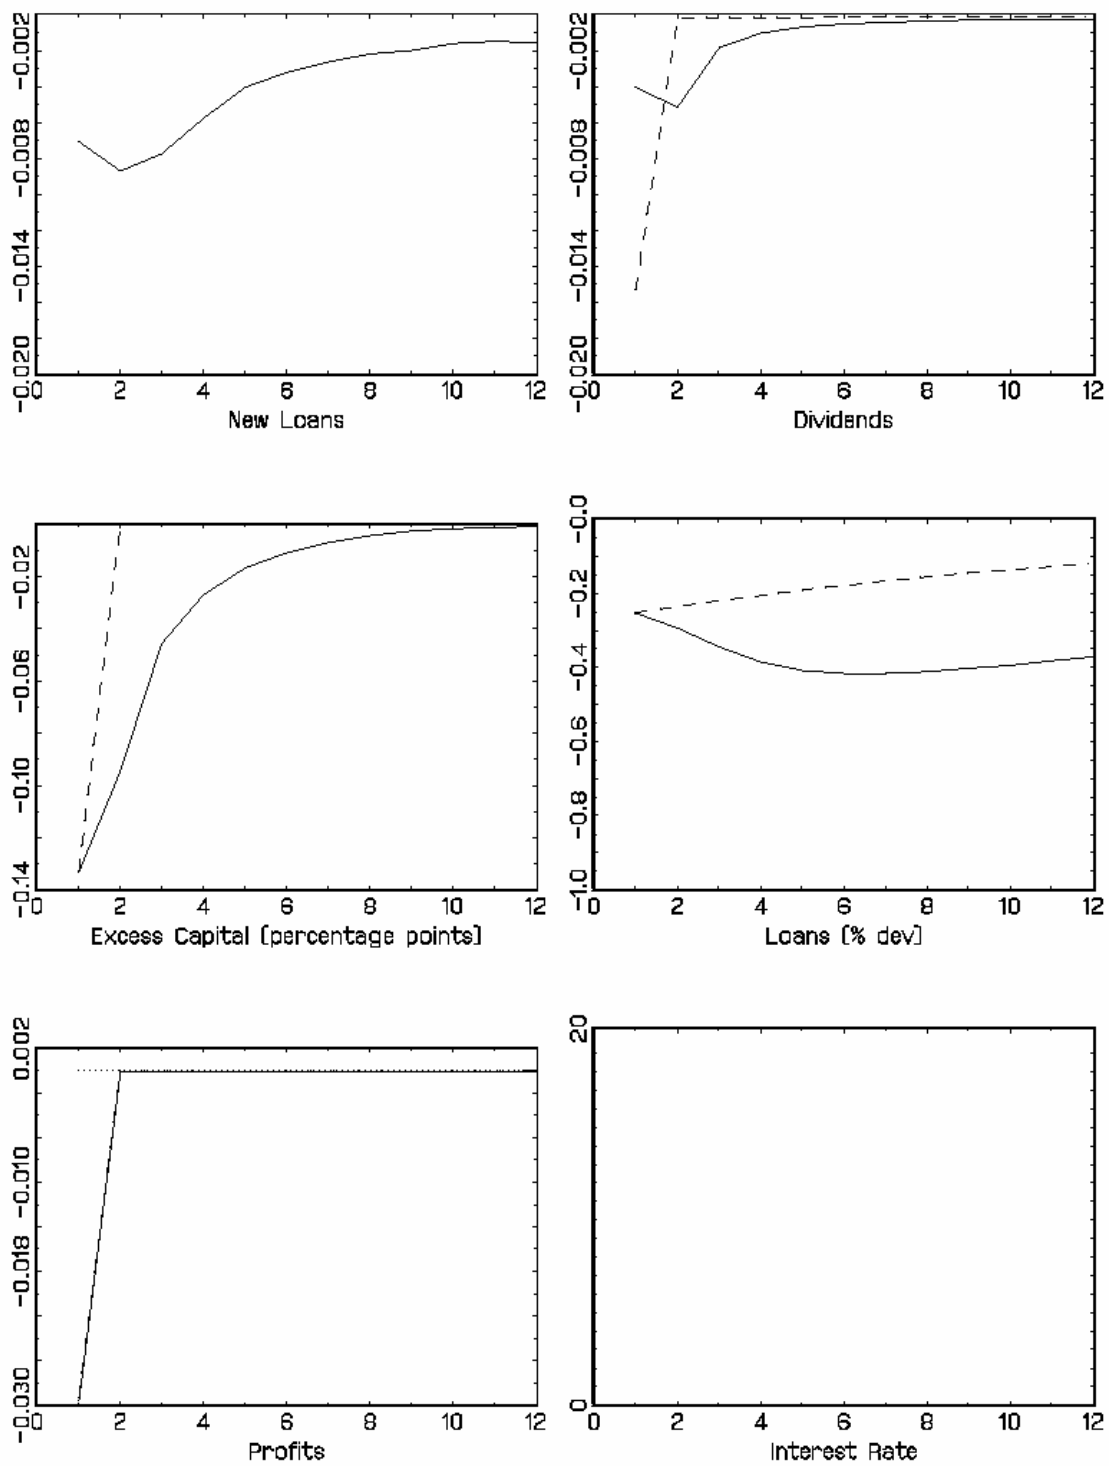 -0.002
-0.008
-0.014
-0.020
0 2 4 6 8 10 12
New Loans
-0.002
-0.008
-0.014
-0.020
0 2 4 6 8 10 12
Dividends
-0.02
-0.06
-0.10
-0.14
0 2 4 6 8 10 12
Excess Capital (percentage points)
-0.0
-0.2
-0.4
-0.6
-0.8
-1.0
0 2 4 6 8 10 12
Loans (% dev)
0.002
-0.010
-0.018
-0.030
0 2 4 6 8 10 12
Profits
20
0
0 2 4 6 8 10 12
Interest Rate